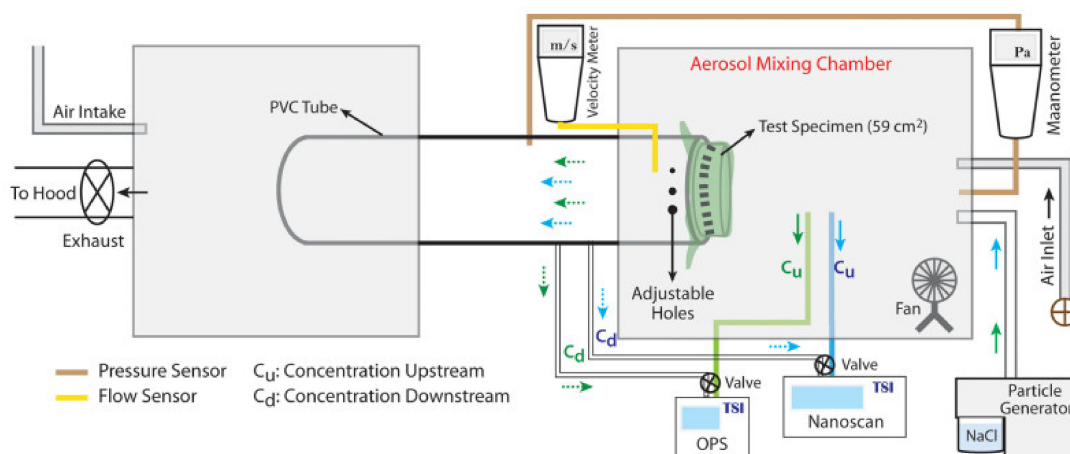 Air Intake
To Hood
Exhaust
PVC Tube
m/s
Velocity Meter
Aerosol Mixing Chamber
Test Specimen (59 cm²)
Pa
Maanometer
Adjustable
Holes
Cu
Cu
Fan
Air Inlet
Cd
Cd
Valve
Valve
TSI
OPS
TSI
Nanoscan
Particle
Generator
NaCl
Pressure Sensor
Flow Sensor
Cu: Concentration Upstream
Cd: Concentration Downstream